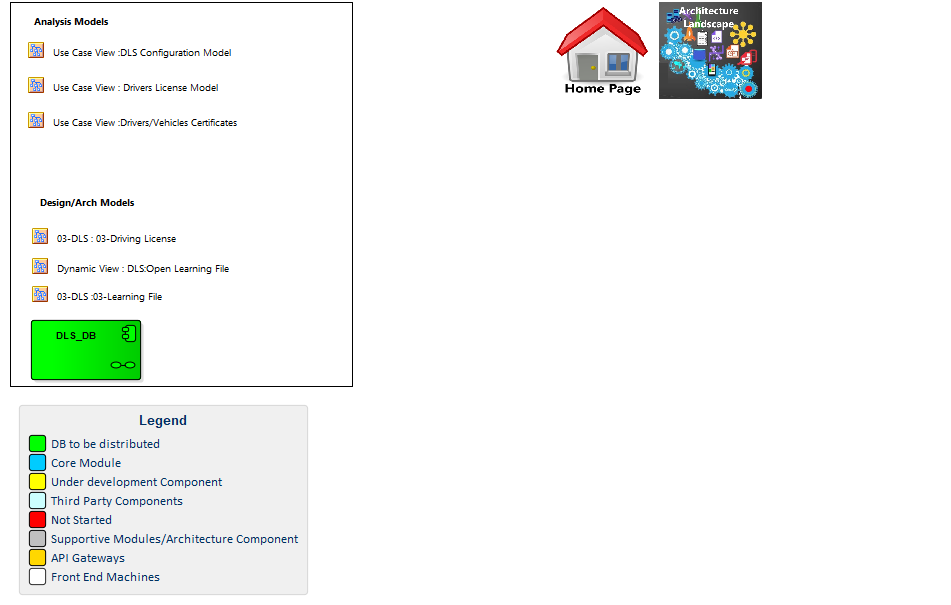 Analysis Models
Use Case View :DLS Configuration Model
Use Case View : Drivers License Model
Use Case View :Drivers/Vehicles Certificates
Design/Arch Models
03-DLS : 03-Driving License
Dynamic View : DLS:Open Learning File
03-DLS :03-Learning File
DLS_DB
Home Page
Architecture
Landscape
Legend
DB to be distributed
Core Module
Under development Component
Third Party Components
Not Started
Supportive Modules/Architecture Component
API Gateways
Front End Machines